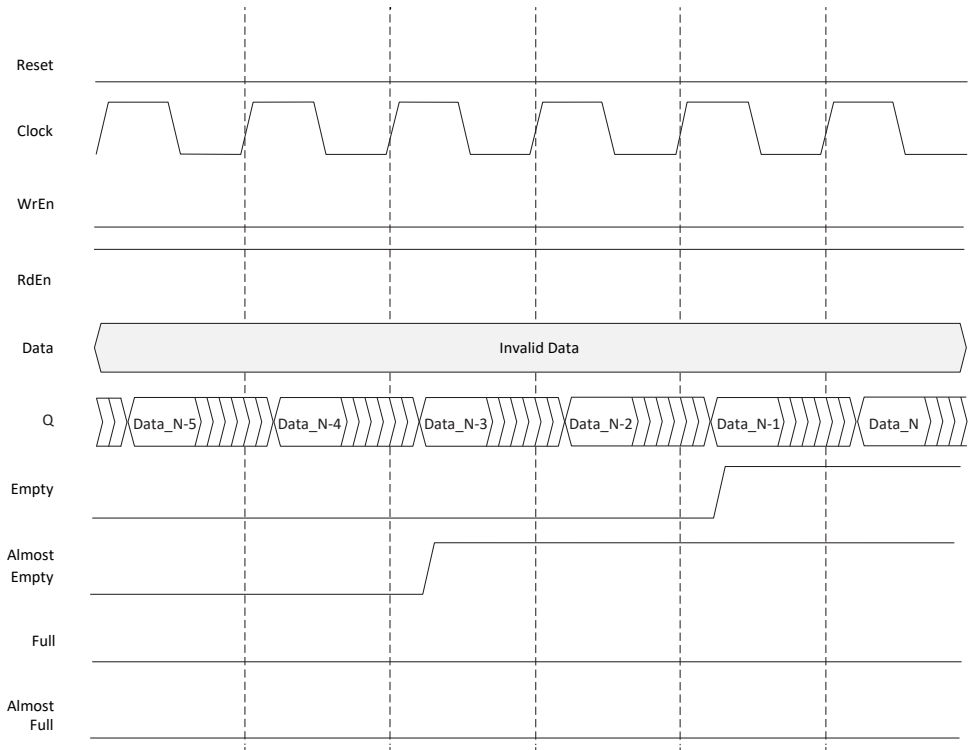 Reset
Clock
WrEn
RdEn
Data
Invalid Data
Q
Data_N-5
Data_N-4
Data_N-3
Data_N-2
Data_N-1
Data_N
Empty
Almost
Empty
Full
Almost
Full